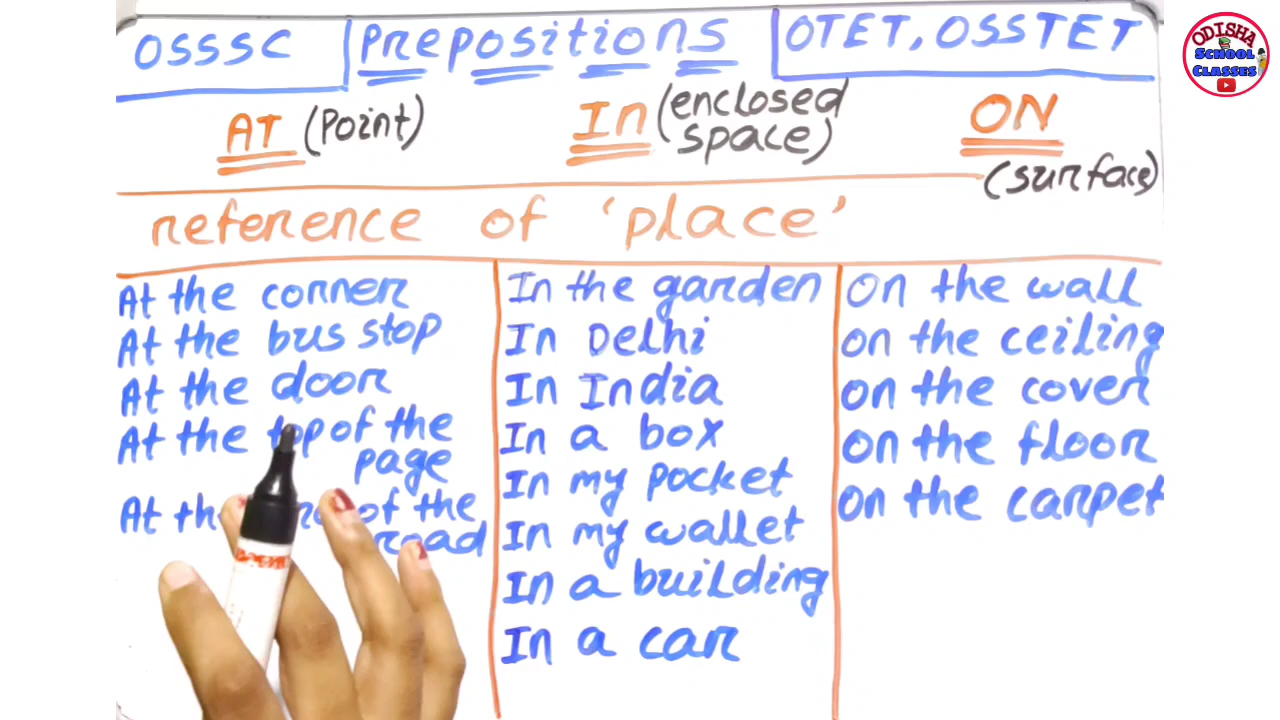 OSSSC
Prepositions
OTET, OSSTET
ODISHA
SCHOOL
CLASSES
AT (Point)
In (enclosed
space)
ON
(surface)
reference of 'place'
At the corner
At the bus stop
At the door
At the top of the
page
At the of the
road
In the garden
In Delhi
In India
In a box
In my pocket
In my wallet
In a building
In a car
on the wall
on the ceiling
on the cover
on the floor
on the carpet